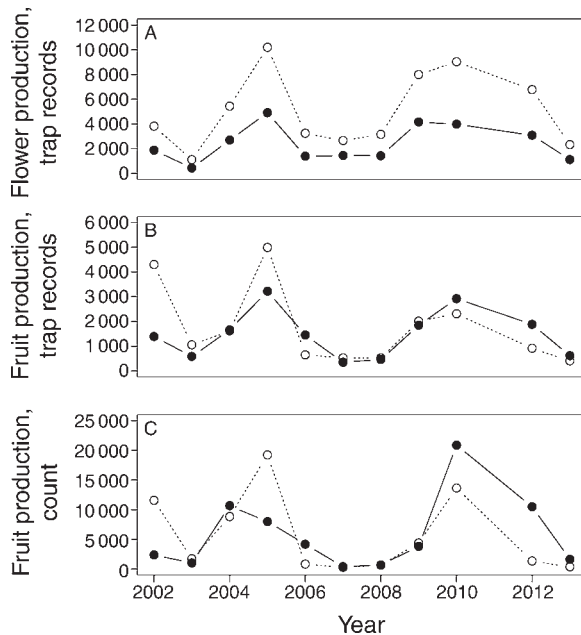 A
Flower production,
trap records
12 000
10 000
8 000
6 000
4 000
2 000
0
B
Fruit production,
trap records
6 000
5 000
4 000
3 000
2 000
1 000
0
C
Fruit production,
count
25 000
20 000
15 000
10 000
5 000
0
2002 2004 2006 2008 2010 2012
Year